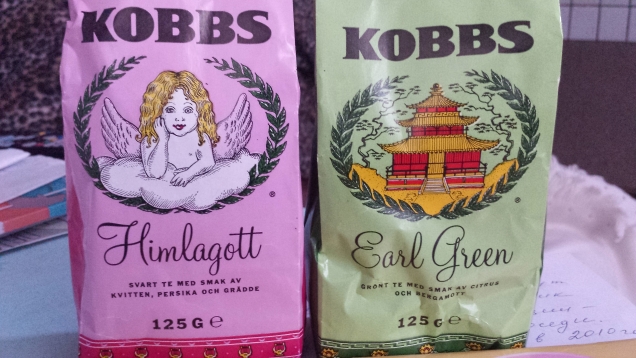 KOBBS
Himlagott
SVART TE MED SMAK AV
KVITTEN, PERSIKA OCH GRÄDDE
125 G ℮
KOBBS
®
Earl Green
GRÖNT TE MED SMAK AV CITRUS
OCH BERGAMOTT
125 G ℮
®
в 2010